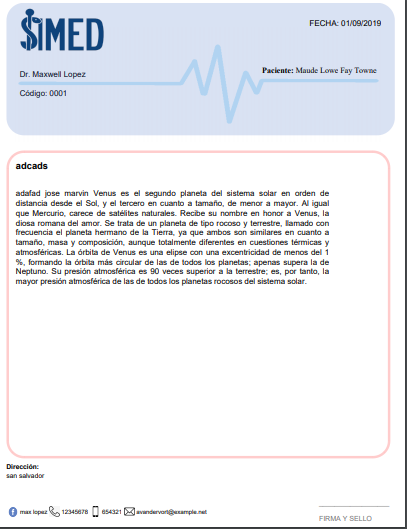 SIMED
FECHA: 01/09/2019
Dr. Maxwell Lopez
Paciente: Maude Lowe Fay Towne
Código: 0001
adcads
adafad jose marvin Venus es el segundo planeta del sistema solar en orden de
distancia desde el Sol, y el tercero en cuanto a tamaño, de menor a mayor. Al igual
que Mercurio, carece de satélites naturales. Recibe su nombre en honor a Venus, la
diosa romana del amor. Se trata de un planeta de tipo rocoso y terrestre, llamado con
frecuencia el planeta hermano de la Tierra, ya que ambos son similares en cuanto a
tamaño, masa y composición, aunque totalmente diferentes en cuestiones térmicas y
atmosféricas. La órbita de Venus es una elipse con una excentricidad de menos del 1
%, formando la órbita más circular de las de todos los planetas; apenas supera la de
Neptuno. Su presión atmosférica es 90 veces superior a la terrestre; es, por tanto, la
mayor presión atmosférica de las de todos los planetas rocosos del sistema solar.
Dirección:
san salvador
max lopez 12345678 654321 avandervort@example.net
FIRMA Y SELLO